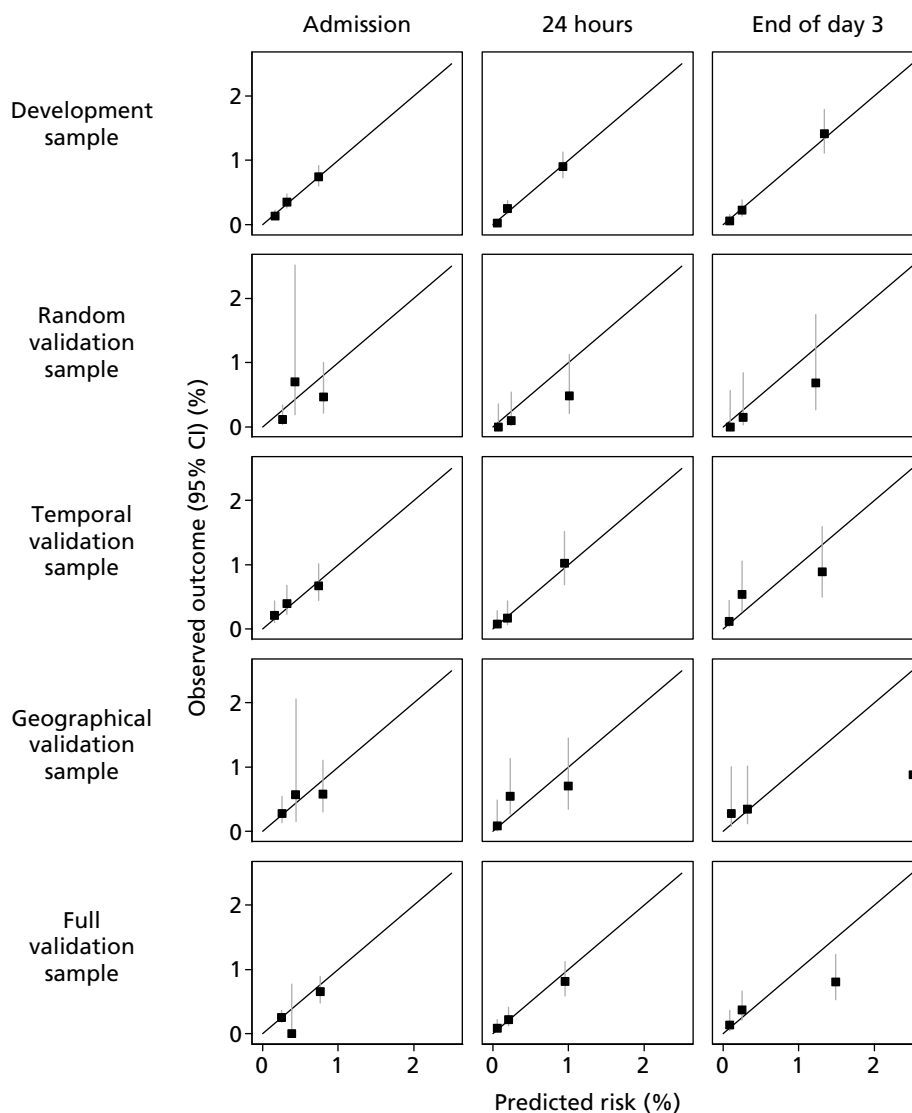 Admission
24 hours
End of day 3
Development
sample
2
1
0
Random
validation
sample
2
1
0
Observed outcome (95% CI) (%)
Temporal
validation
sample
2
1
0
Geographical
validation
sample
2
1
0
Full
validation
sample
2
1
0
0
1
2
0
1
2
0
1
2
Predicted risk (%)